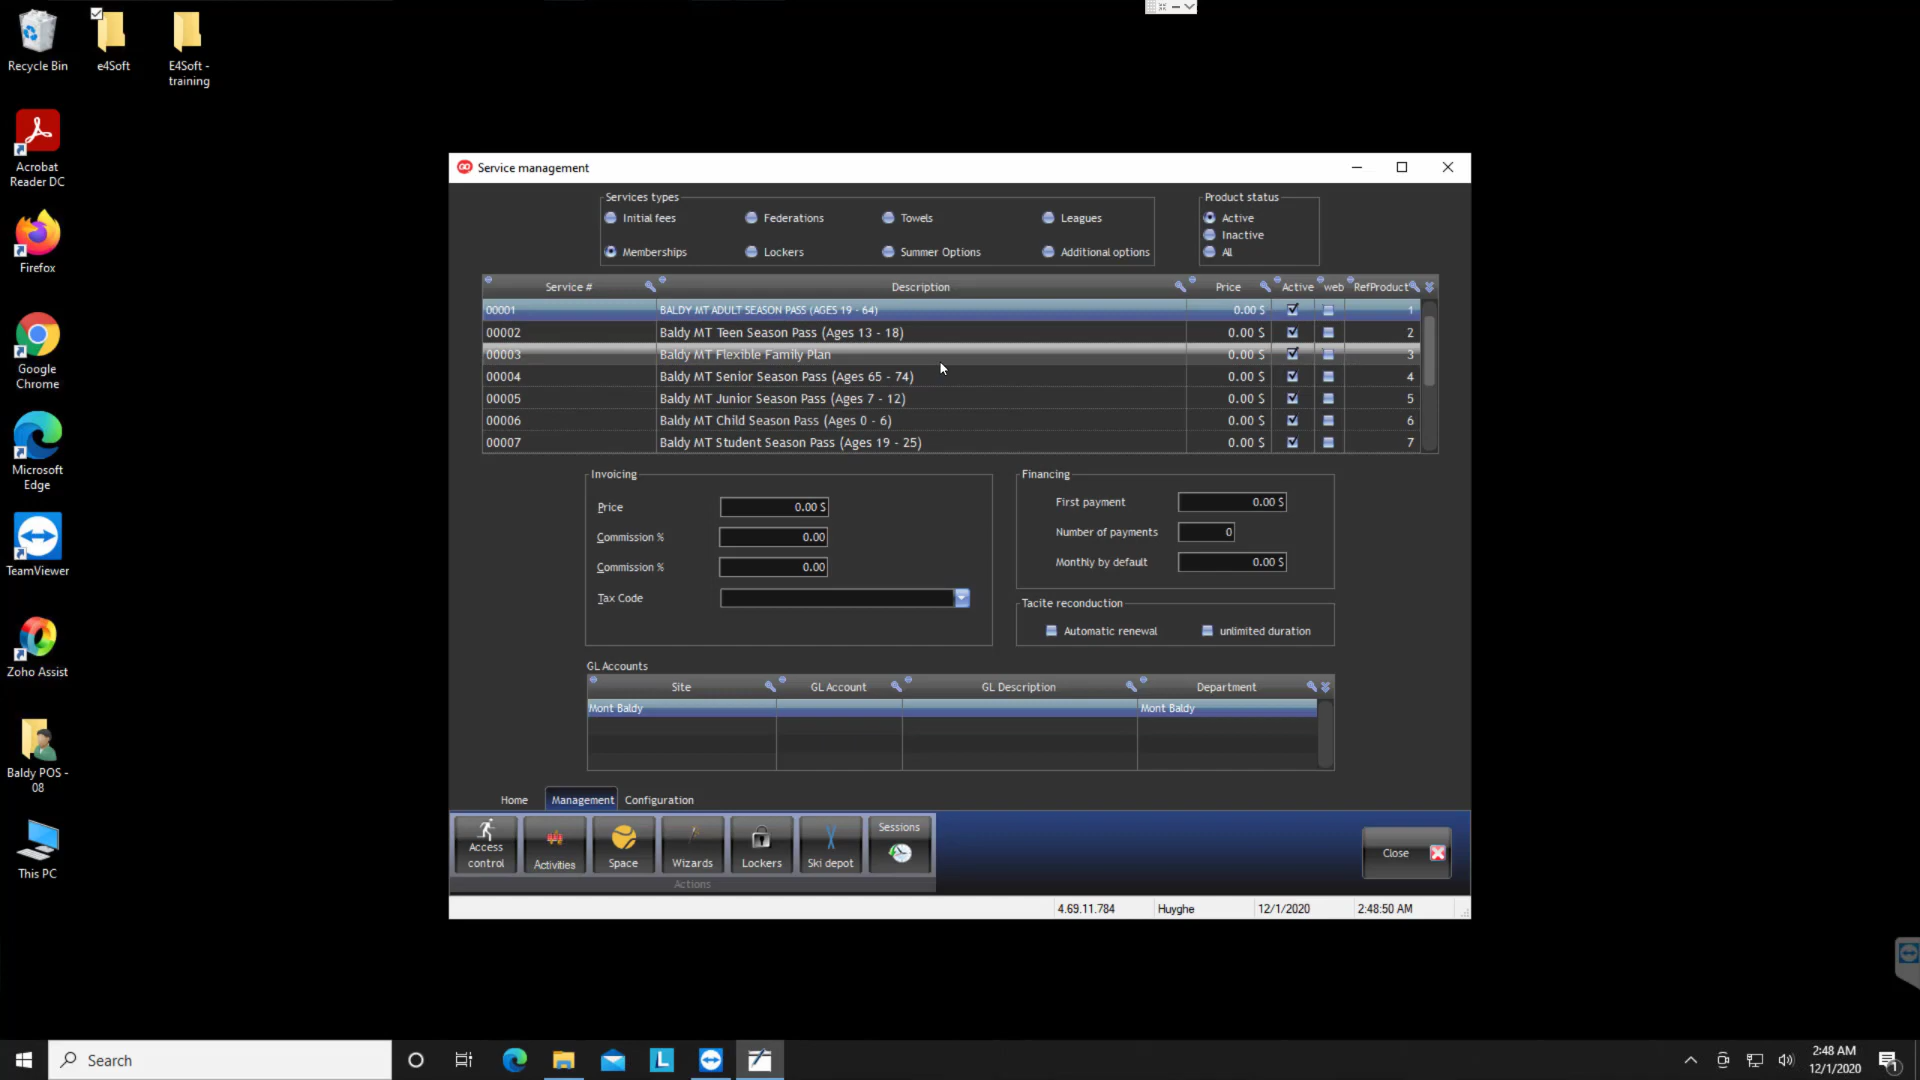 Recycle Bin
e4Soft
E4Soft -
training
Acrobat
Reader DC
Firefox
Google
Chrome
Microsoft
Edge
TeamViewer
Zoho Assist
Baldy POS -
08
This PC
Service management
Services types
Initial fees Federations Towels Leagues
Memberships Lockers Summer Options Additional options
Product status
Active
Inactive
All
Service # Description Price Active web RefProduct
00001 BALDY MT ADULT SEASON PASS (AGES 19 - 64) 0.00 $ 1
00002 Baldy MT Teen Season Pass (Ages 13 - 18) 0.00 $ 2
00003 Baldy MT Flexible Family Plan 0.00 $ 3
00004 Baldy MT Senior Season Pass (Ages 65 - 74) 0.00 $ 4
00005 Baldy MT Junior Season Pass (Ages 7 - 12) 0.00 $ 5
00006 Baldy MT Child Season Pass (Ages 0 - 6) 0.00 $ 6
00007 Baldy MT Student Season Pass (Ages 19 - 25) 0.00 $ 7
Invoicing
Price 0.00 $
Commission % 0.00
Commission % 0.00
Tax Code
Financing
First payment 0.00 $
Number of payments 0
Monthly by default 0.00 $
Tacite reconduction
Automatic renewal unlimited duration
GL Accounts
Site GL Account GL Description Department
Mont Baldy Mont Baldy
Home Management Configuration
Access
control
Activities
Space
Wizards
Lockers
Ski depot
Sessions
Actions
Close
4.69.11.784 Huyghe 12/1/2020 2:48:50 AM
Search
L
2:48 AM
12/1/2020
1